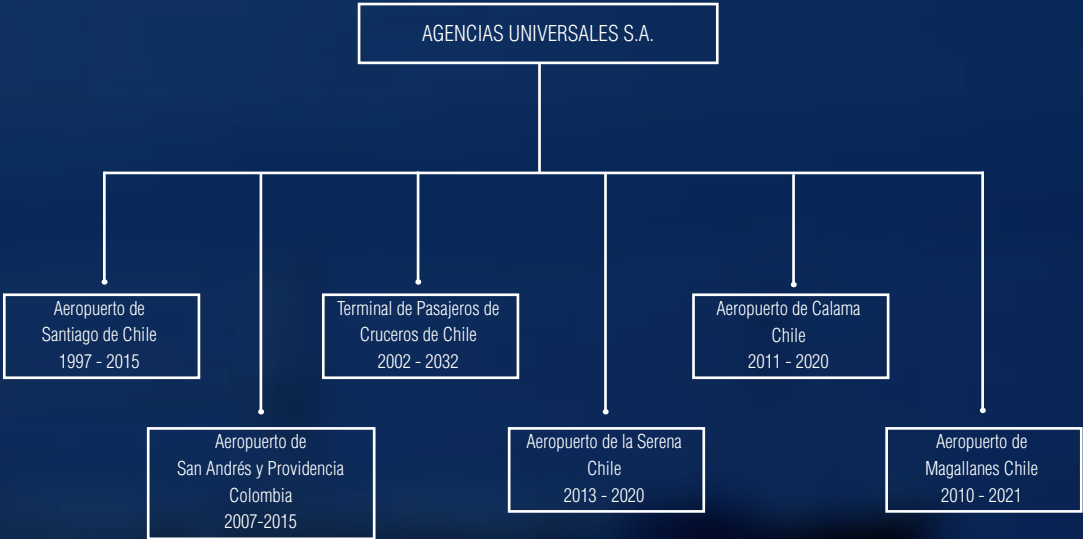 AGENCIAS UNIVERSALES S.A.
Aeropuerto de
Santiago de Chile
1997 - 2015
Terminal de Pasajeros de
Cruceros de Chile
2002 - 2032
Aeropuerto de Calama
Chile
2011 - 2020
Aeropuerto de
San Andrés y Providencia
Colombia
2007-2015
Aeropuerto de la Serena
Chile
2013 - 2020
Aeropuerto de
Magallanes Chile
2010 - 2021